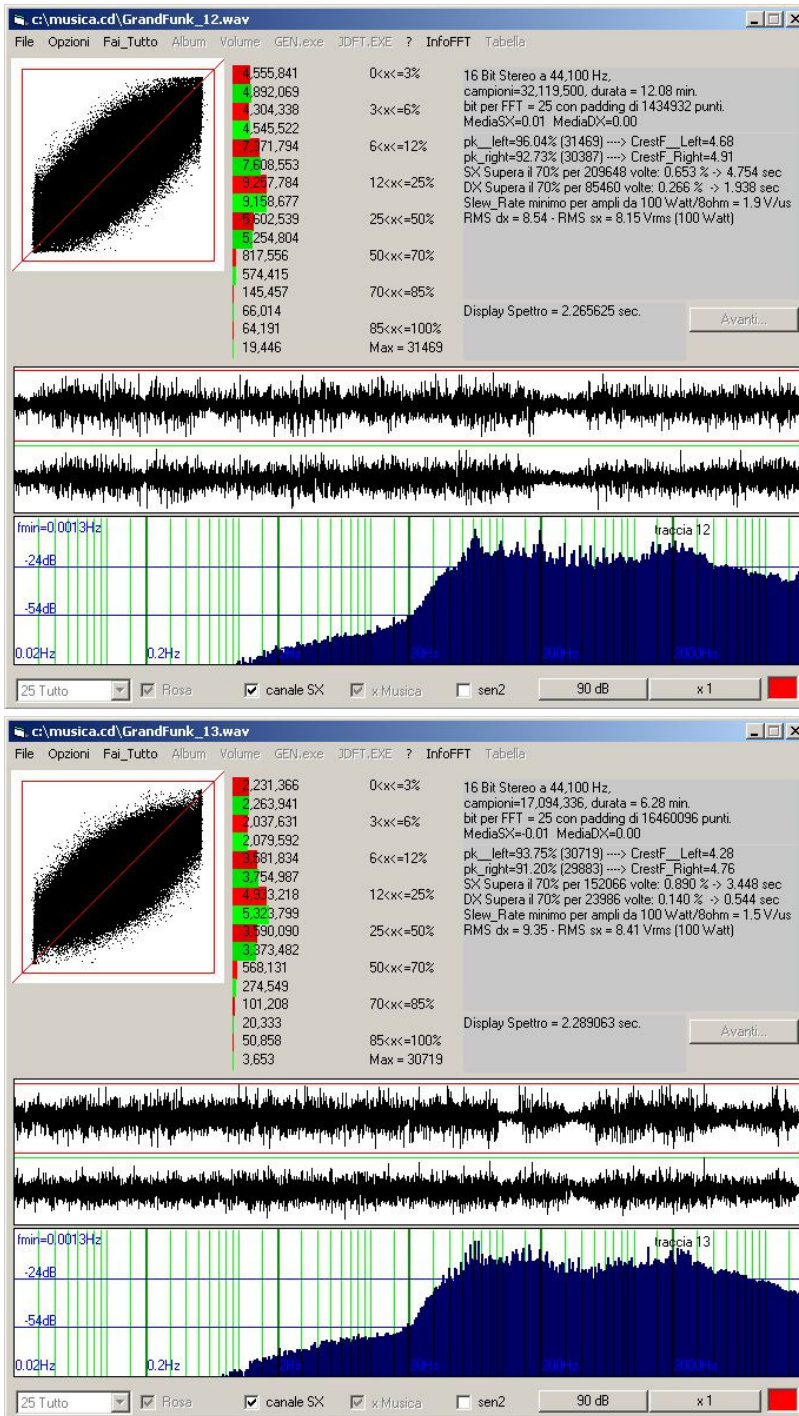 c:\musica.cd\GrandFunk_12.wav
File Opzioni Fai_Tutto Album Volume GEN.exe JDFT.EXE ? InfoFFT Tabella
4,555,841 0<x<=3%
4,892,069
4,304,338 3<x<=6%
4,545,522
7,371,794 6<x<=12%
7,608,553
9,257,784 12<x<=25%
9,158,677
5,602,539 25<x<=50%
5,254,804
817,556 50<x<=70%
574,415
145,457 70<x<=85%
66,014
64,191 85<x<=100%
19,446 Max = 31469
16 Bit Stereo a 44,100 Hz,
campioni=32,119,500, durata = 12.08 min.
bit per FFT = 25 con padding di 1434932 punti.
MediaSX=0.01 MediaDX=0.00
pk__left=96.04% (31469) ----> CrestF__Left=4.68
pk_right=92.73% (30387) ----> CrestF_Right=4.91
SX Supera il 70% per 209648 volte: 0.653 % -> 4.754 sec
DX Supera il 70% per 85460 volte: 0.266 % -> 1.938 sec
Slew_Rate minimo per ampli da 100 Watt/8ohm = 1.9 V/us
RMS dx = 8.54 - RMS sx = 8.15 Vrms (100 Watt)
Display Spettro = 2.265625 sec.
Avanti...
fmin=0.0013Hz
traccia 12
-24dB
-54dB
0.02Hz 0.2Hz 2Hz 20Hz 200Hz 2000Hz
25 Tutto Rosa canale SX x Musica sen2 90 dB x 1
c:\musica.cd\GrandFunk_13.wav
File Opzioni Fai_Tutto Album Volume GEN.exe JDFT.EXE ? InfoFFT Tabella
2,231,366 0<x<=3%
2,263,941
2,037,631 3<x<=6%
2,079,592
3,581,834 6<x<=12%
3,754,987
4,933,218 12<x<=25%
5,323,799
3,590,090 25<x<=50%
3,373,482
568,131 50<x<=70%
274,549
101,208 70<x<=85%
20,333
50,858 85<x<=100%
3,653 Max = 30719
16 Bit Stereo a 44,100 Hz,
campioni=17,094,336, durata = 6.28 min.
bit per FFT = 25 con padding di 16460096 punti.
MediaSX=-0.01 MediaDX=0.00
pk__left=93.75% (30719) ----> CrestF__Left=4.28
pk_right=91.20% (29883) ----> CrestF_Right=4.76
SX Supera il 70% per 152066 volte: 0.890 % -> 3.448 sec
DX Supera il 70% per 23986 volte: 0.140 % -> 0.544 sec
Slew_Rate minimo per ampli da 100 Watt/8ohm = 1.5 V/us
RMS dx = 9.35 - RMS sx = 8.41 Vrms (100 Watt)
Display Spettro = 2.289063 sec.
Avanti...
fmin=0.0013Hz
traccia 13
-24dB
-54dB
0.02Hz 0.2Hz 2Hz 20Hz 200Hz 2000Hz
25 Tutto Rosa canale SX x Musica sen2 90 dB x 1